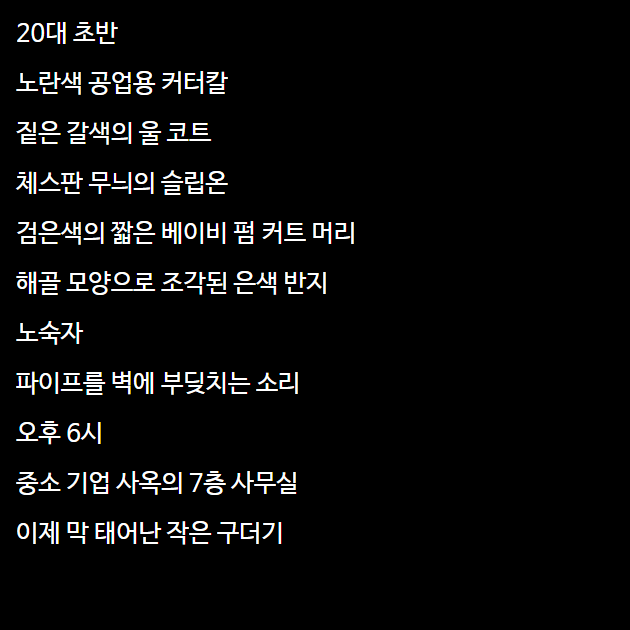 20대 초반
노란색 공업용 커터칼
짙은 갈색의 울 코트
체스판 무늬의 슬립온
검은색의 짧은 베이비 펌 커트 머리
해골 모양으로 조각된 은색 반지
노숙자
파이프를 벽에 부딪치는 소리
오후 6시
중소 기업 사옥의 7층 사무실
이제 막 태어난 작은 구더기